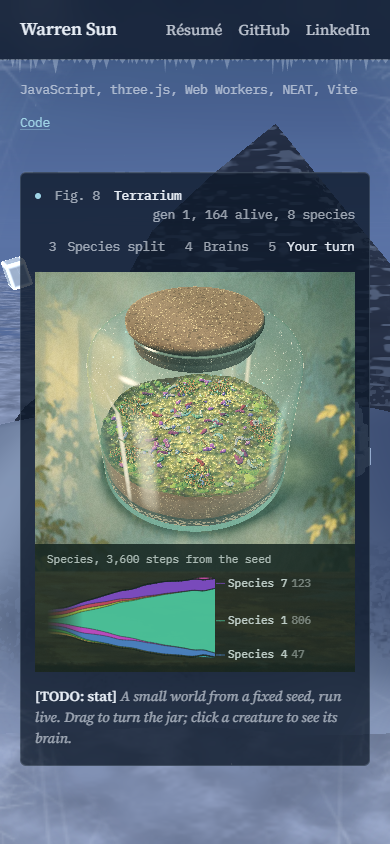 Warren Sun
Résumé GitHub LinkedIn
JavaScript, three.js, Web Workers, NEAT, Vite
Code
Fig. 8 Terrarium
gen 1, 164 alive, 8 species
3 Species split 4 Brains 5 Your turn
Species, 3,600 steps from the seed
Species 7 123
Species 1 806
Species 4 47
[TODO: stat] A small world from a fixed seed, run
live. Drag to turn the jar; click a creature to see its
brain.